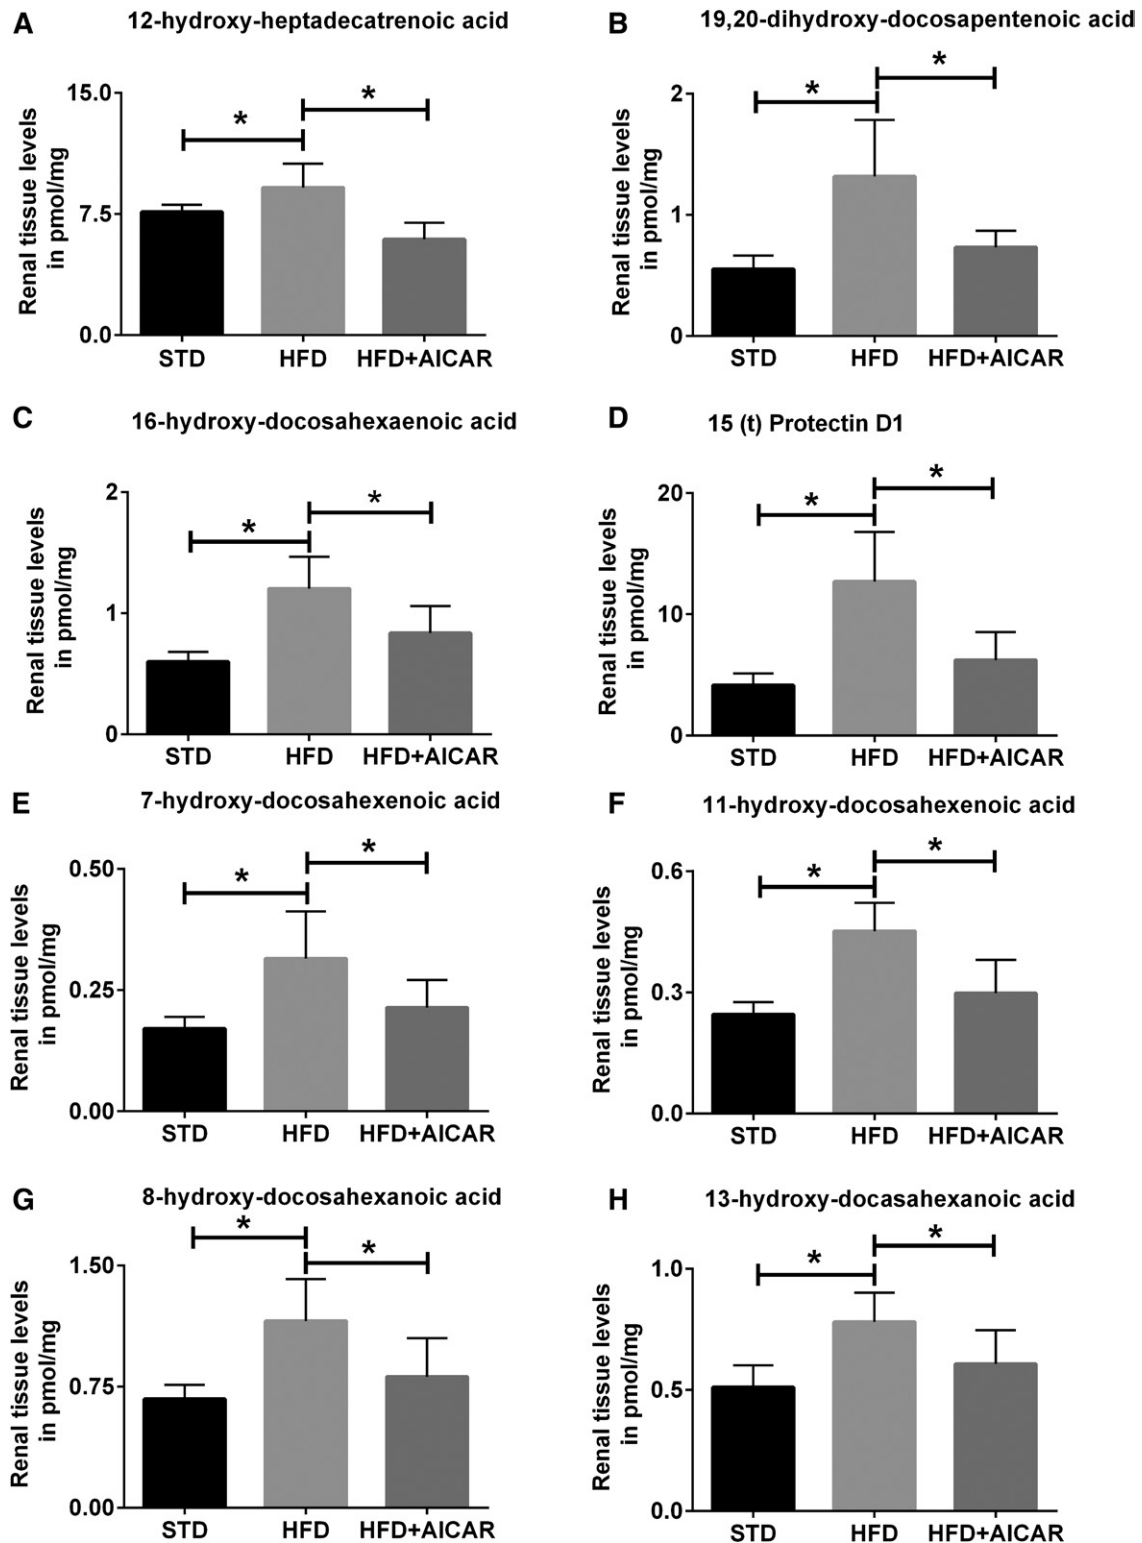 A
12-hydroxy-heptadecatrenoic acid
Renal tissue levels
in pmol/mg
15.0
7.5
0.0
*
*
STD HFD HFD+AICAR
B
19,20-dihydroxy-docosapentenoic acid
Renal tissue levels
in pmol/mg
2
1
0
*
*
STD HFD HFD+AICAR
C
16-hydroxy-docosahexaenoic acid
Renal tissue levels
in pmol/mg
2
1
0
*
*
STD HFD HFD+AICAR
D
15 (t) Protectin D1
Renal tissue levels
in pmol/mg
20
10
0
*
*
STD HFD HFD+AICAR
E
7-hydroxy-docosahexenoic acid
Renal tissue levels
in pmol/mg
0.50
0.25
0.00
*
*
STD HFD HFD+AICAR
F
11-hydroxy-docosahexenoic acid
Renal tissue levels
in pmol/mg
0.6
0.3
0.0
*
*
STD HFD HFD+AICAR
G
8-hydroxy-docosahexanoic acid
Renal tissue levels
in pmol/mg
1.50
0.75
0.00
*
*
STD HFD HFD+AICAR
H
13-hydroxy-docasahexanoic acid
Renal tissue levels
in pmol/mg
1.0
0.5
0.0
*
*
STD HFD HFD+AICAR